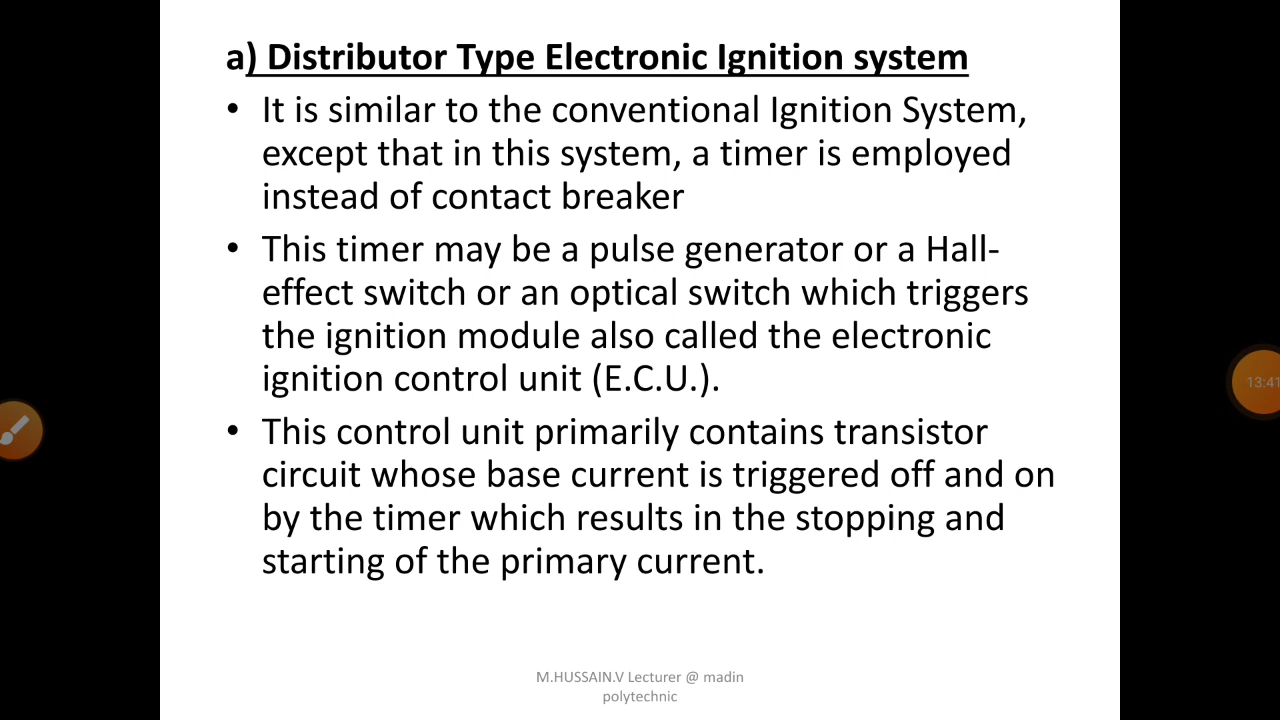 a) Distributor Type Electronic Ignition system
• It is similar to the conventional Ignition System,
except that in this system, a timer is employed
instead of contact breaker
• This timer may be a pulse generator or a Hall-
effect switch or an optical switch which triggers
the ignition module also called the electronic
ignition control unit (E.C.U.).
• This control unit primarily contains transistor
circuit whose base current is triggered off and on
by the timer which results in the stopping and
starting of the primary current.
13:41
M.HUSSAIN.V Lecturer @ madin
polytechnic